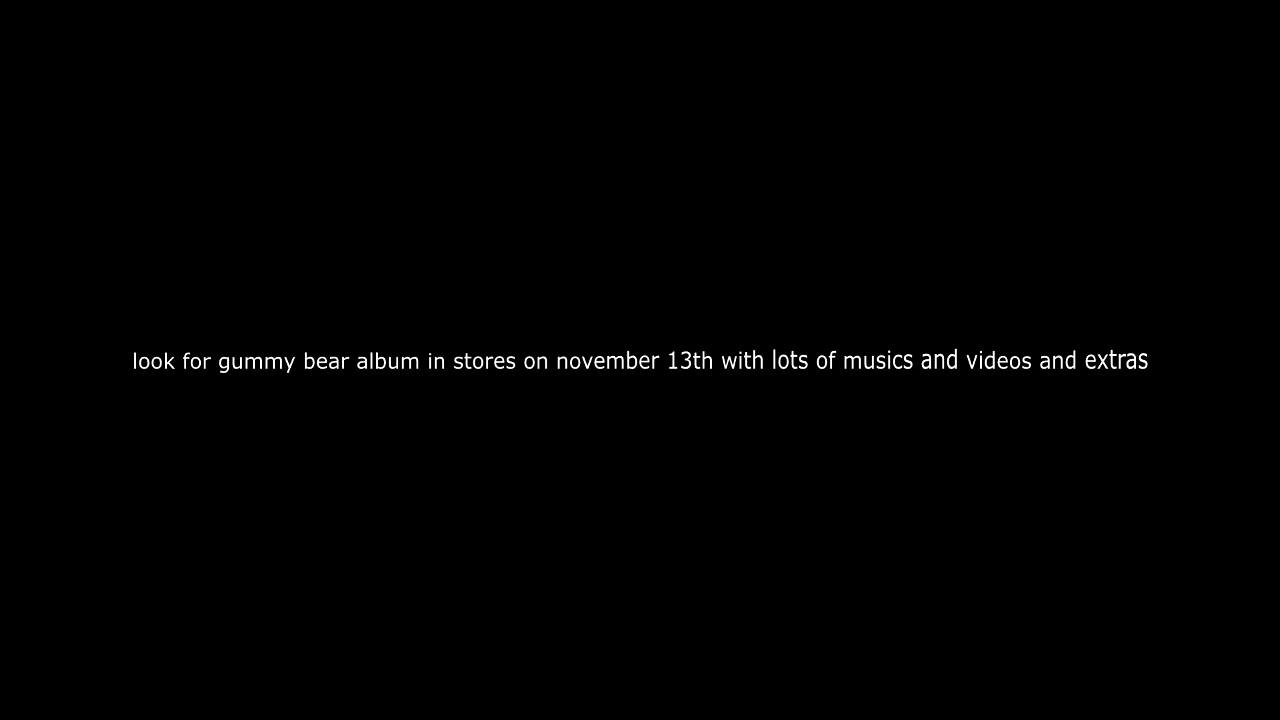 look for gummy bear album in stores on november 13th with lots of musics and videos and extras